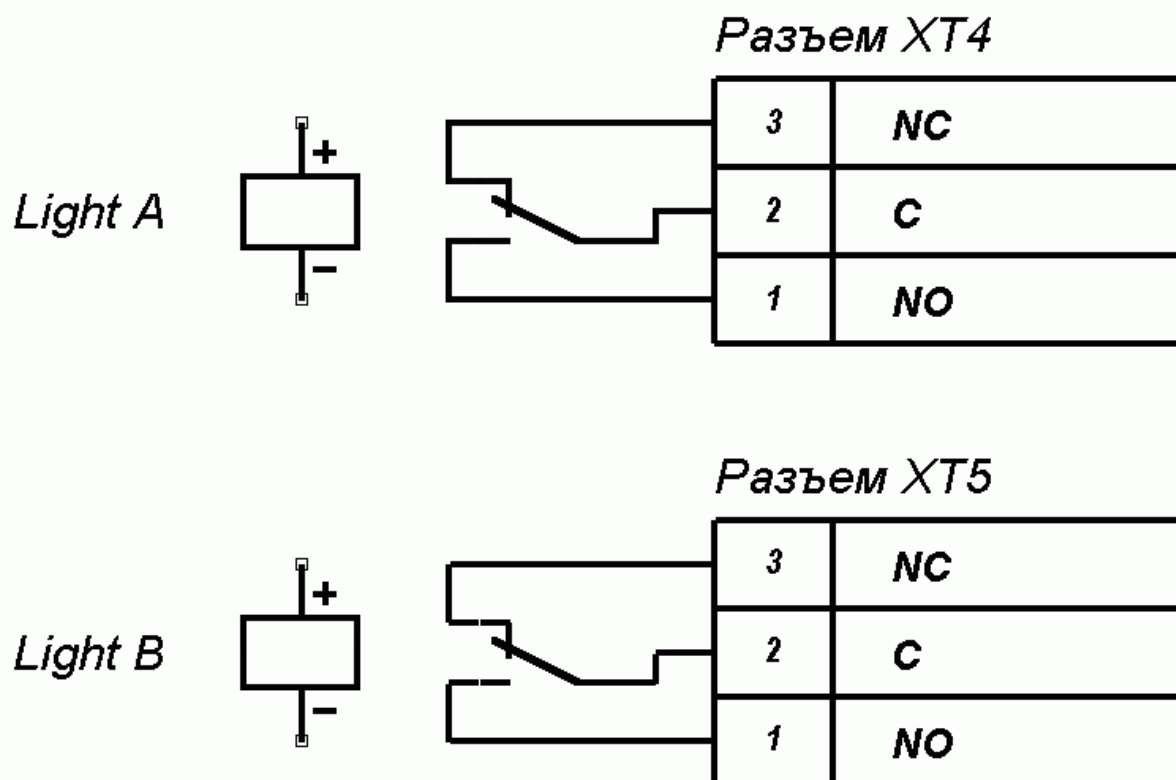 Разъем XT4
3 NC
Light A
+
2 C
–
1 NO
Разъем XT5
3 NC
+
Light B
2 C
–
1 NO